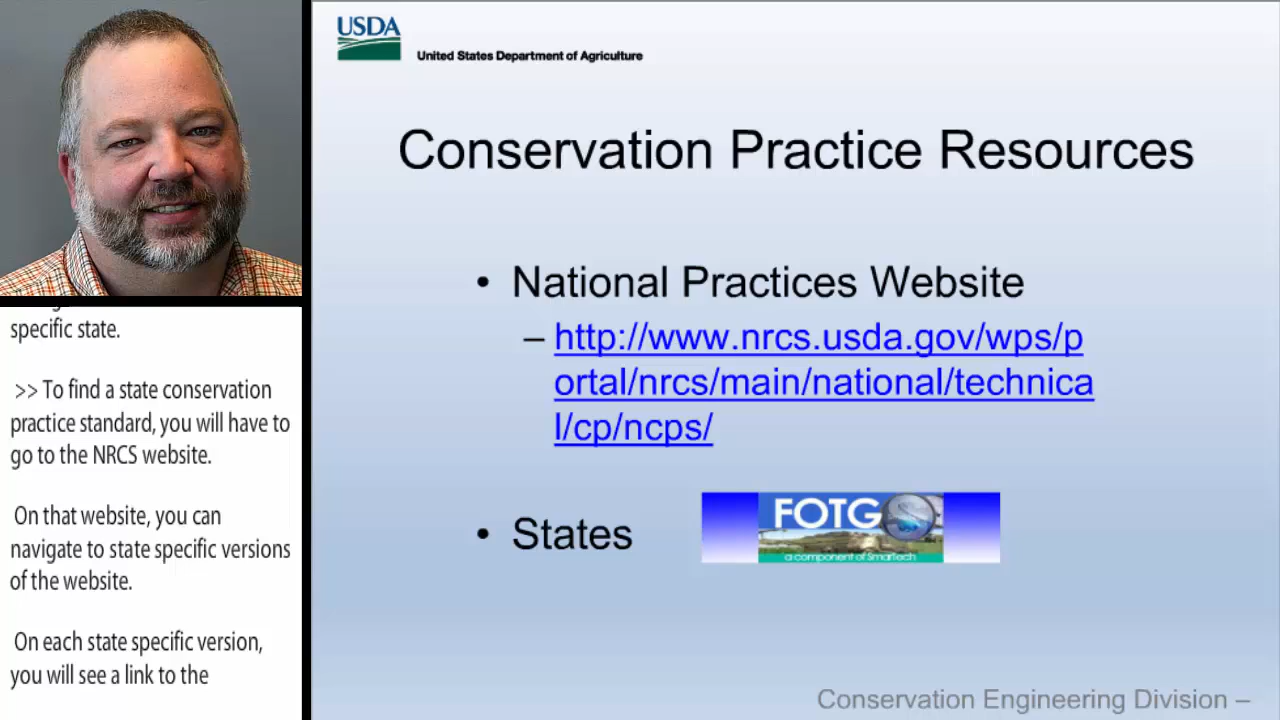 USDA
United States Department of Agriculture
Conservation Practice Resources
• National Practices Website
– http://www.nrcs.usda.gov/wps/p
ortal/nrcs/main/national/technica
l/cp/ncps/
• States
FOTG
a component of SmarTech
Conservation Engineering Division –
specific state.
>> To find a state conservation
practice standard, you will have to
go to the NRCS website.
On that website, you can
navigate to state specific versions
of the website.
On each state specific version,
you will see a link to the